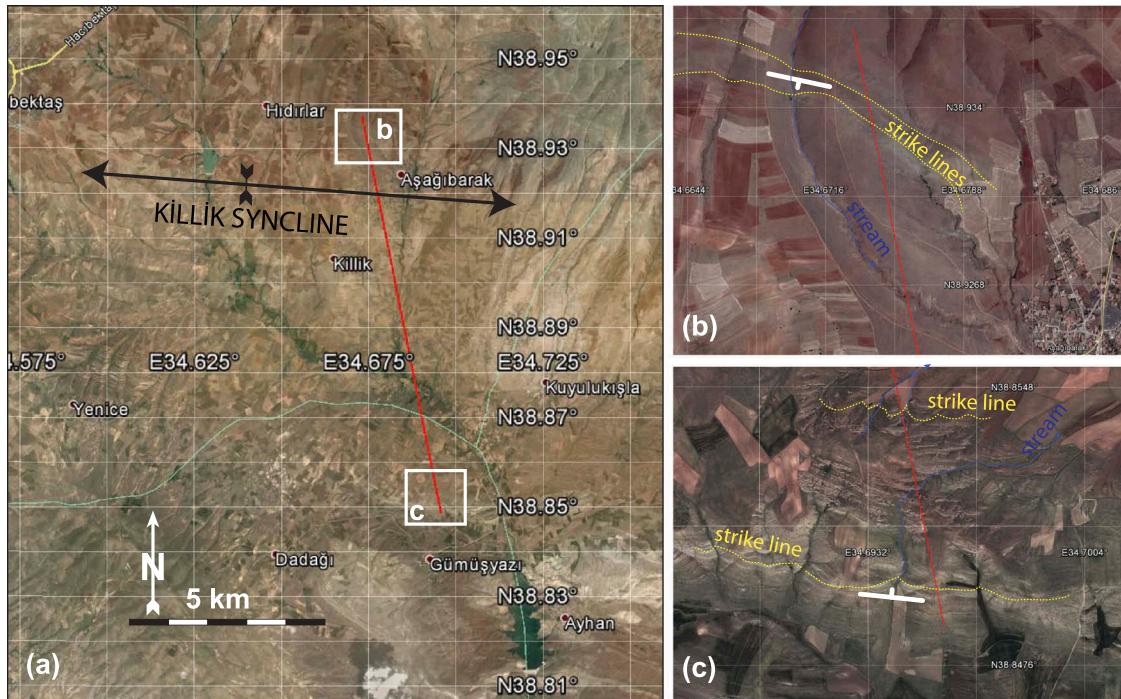 Hacıbektaş
bektaş
N38.95°
Hıdırlar
b
N38.93°
Aşağıbarak
KİLLİK SYNCLINE
N38.91°
Killik
N38.89°
4.575°
E34.625°
E34.675°
E34.725°
Kuyulukışla
Yenice
N38.87°
c
N38.85°
N
Dadağı
Gümüşyazı
5 km
N38.83°
Ayhan
(a)
N38.81°
N38.934
strike lines
E34.6644
E34.6716
E34.6788
E34.686
stream
N38.9268
(b)
Aşağıbarak
N38.8548
strike line
stream
strike line
E34.6932
E34.7004
(c)
N38.8476